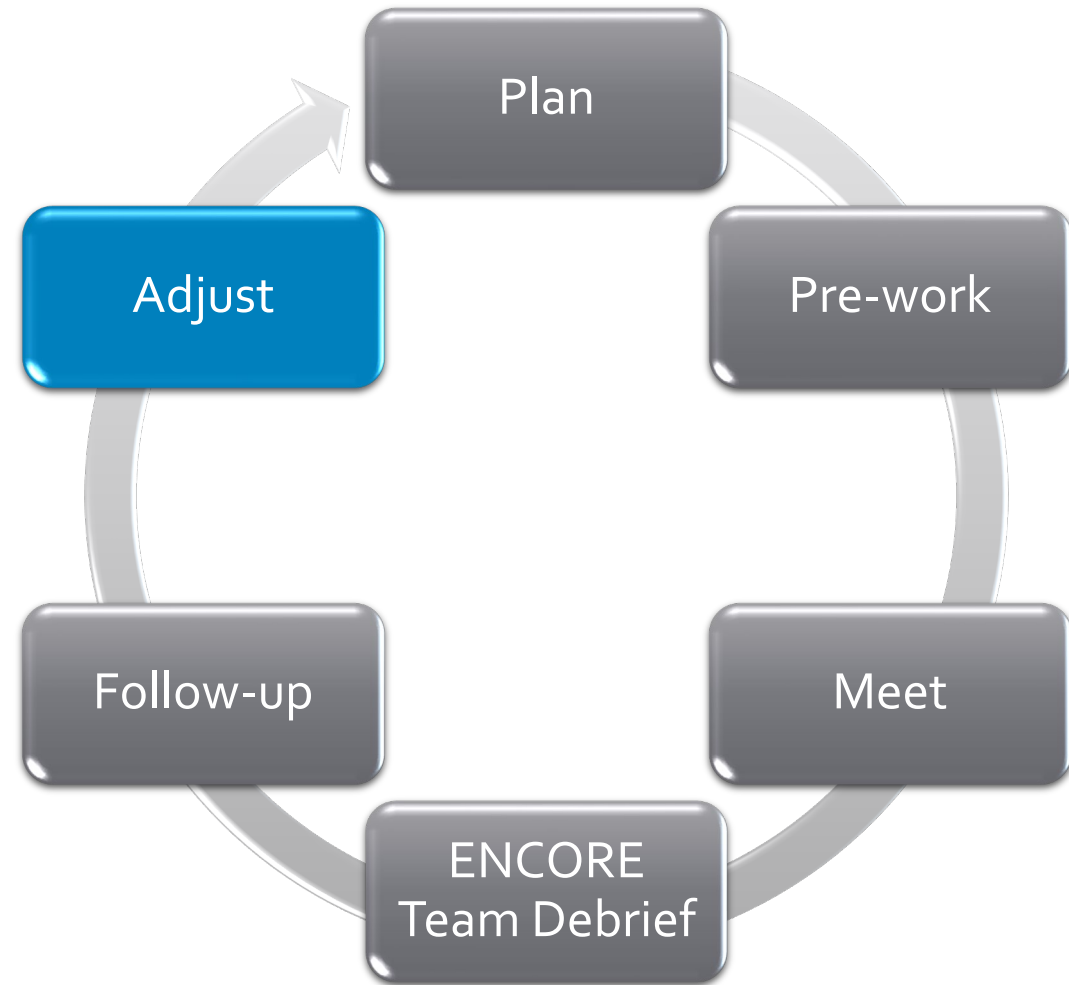 Plan
Pre-work
Meet
ENCORE
Team Debrief
Follow-up
Adjust